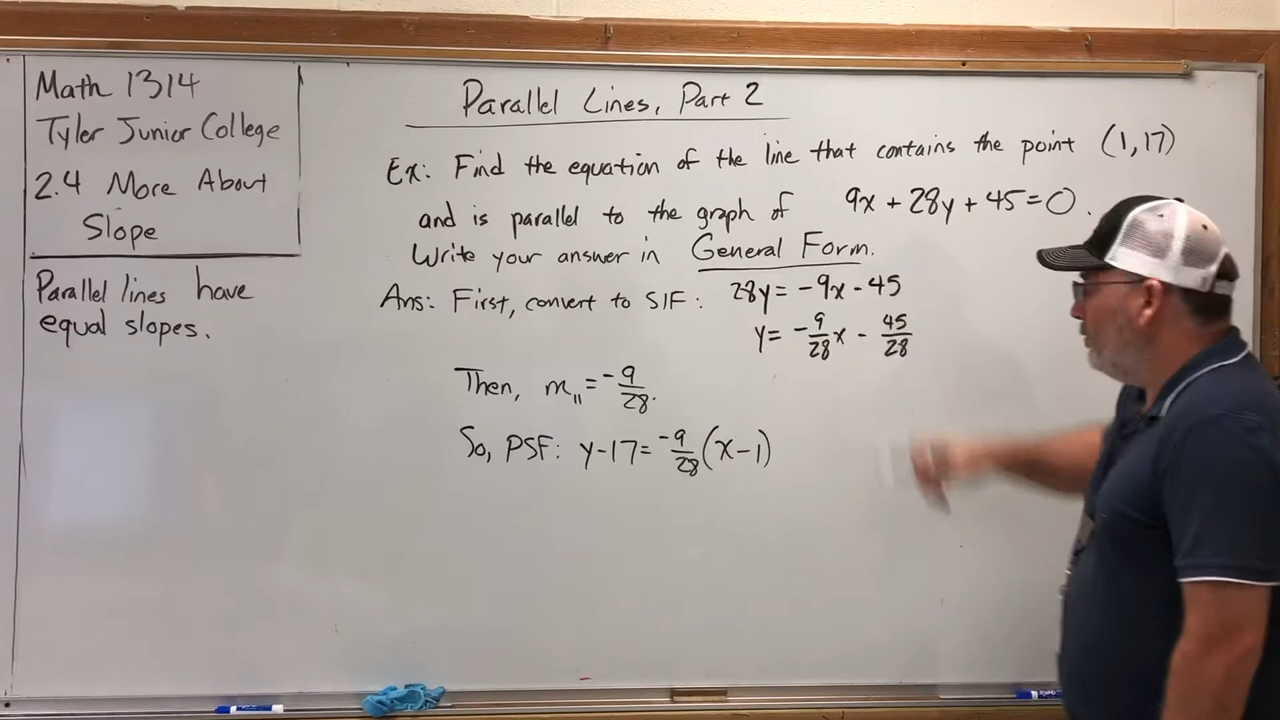 Math 1314
Tyler Junior College
2.4 More About
Slope
Parallel lines have
equal slopes.
Parallel Lines, Part 2
Ex: Find the equation of the line that contains the point (1,17)
and is parallel to the graph of 9x + 28y + 45 = 0.
Write your answer in General Form.
Ans: First, convert to SIF: 28y = -9x - 45
y = -9/28 x - 45/28
Then, m₁₁ = -9/28.
So, PSF: y - 17 = -9/28 (x - 1)